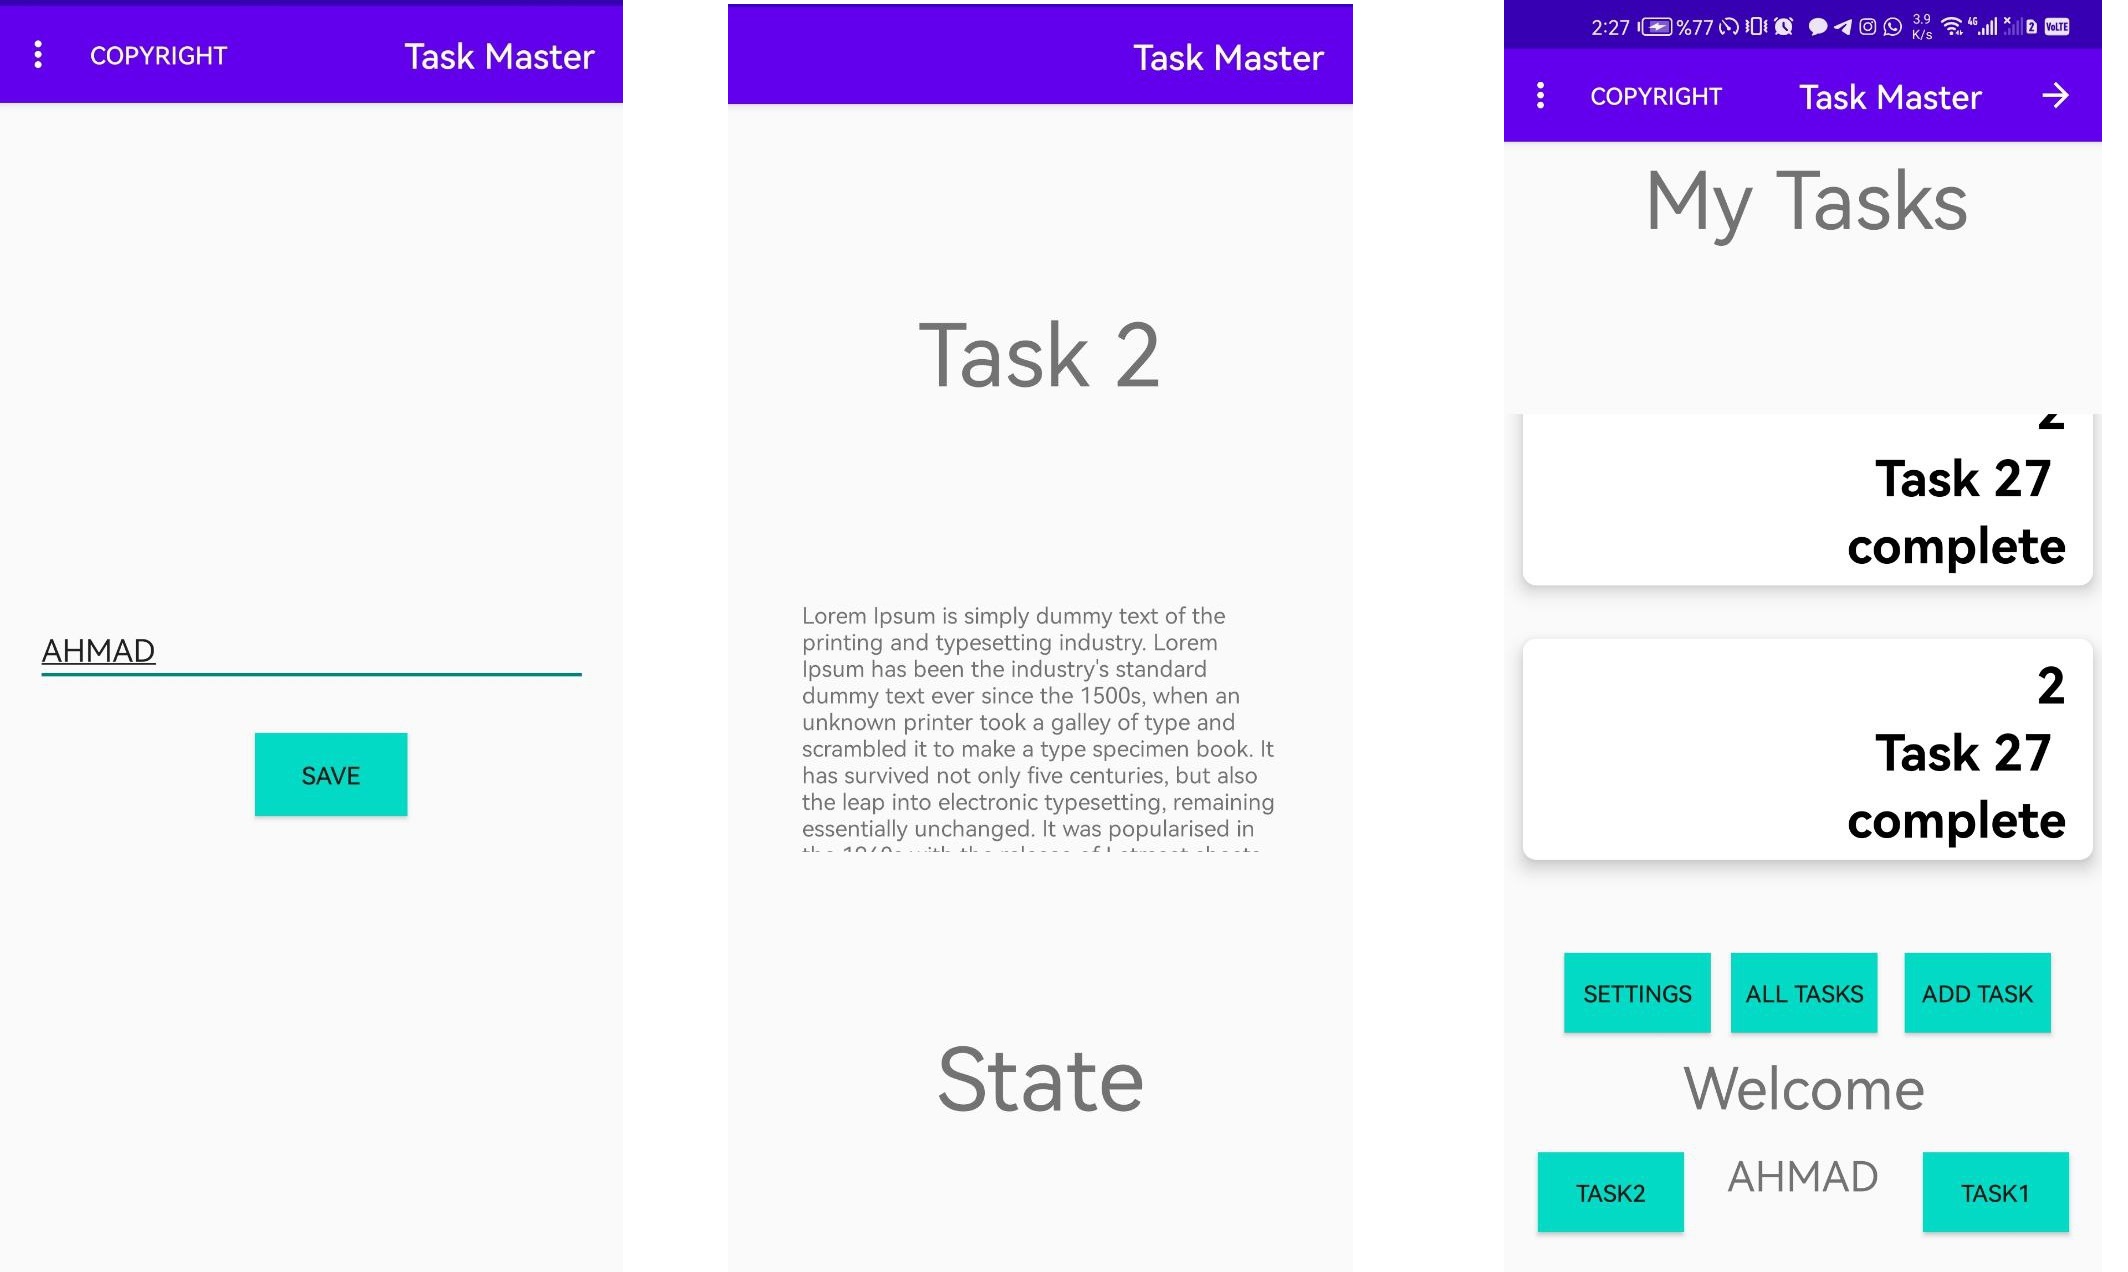 COPYRIGHT
Task Master
AHMAD
SAVE
Task Master
Task 2
Lorem Ipsum is simply dummy text of the
printing and typesetting industry. Lorem
Ipsum has been the industry's standard
dummy text ever since the 1500s, when an
unknown printer took a galley of type and
scrambled it to make a type specimen book. It
has survived not only five centuries, but also
the leap into electronic typesetting, remaining
essentially unchanged. It was popularised in
State
2:27 %77 3.9 K/s 4G 2 VoLTE
COPYRIGHT
Task Master
My Tasks
2
Task 27
complete
2
Task 27
complete
SETTINGS
ALL TASKS
ADD TASK
Welcome
TASK2
AHMAD
TASK1